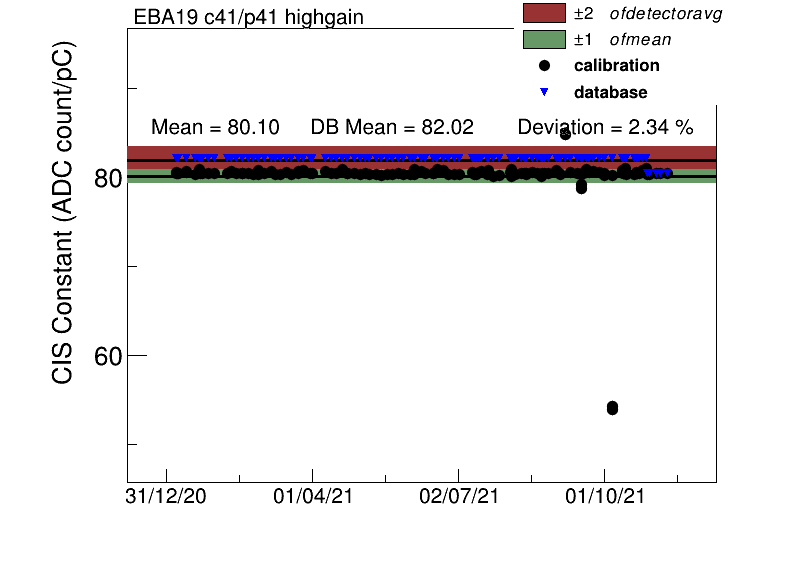 EBA19 c41/p41 highgain
±2 ofdetectoravg
±1 ofmean
calibration
database
Mean = 80.10 DB Mean = 82.02 Deviation = 2.34 %
CIS Constant (ADC count/pC)
80
60
31/12/20 01/04/21 02/07/21 01/10/21